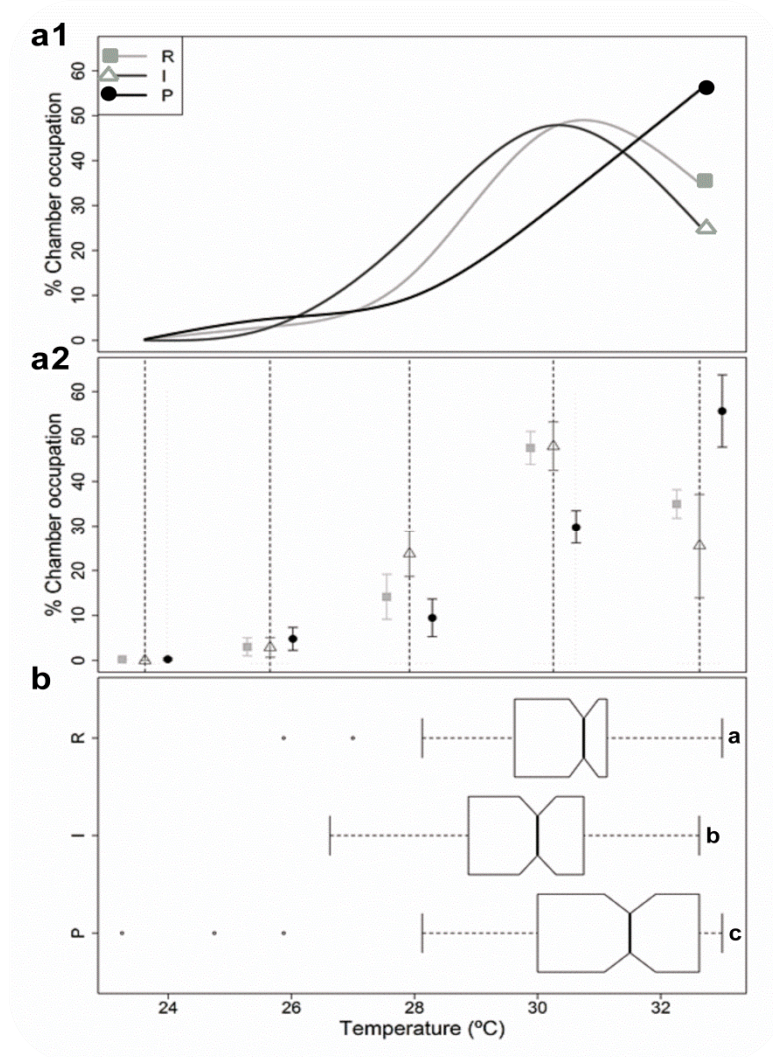 a1
R
I
P
% Chamber occupation
0 10 20 30 40 50 60
a2
% Chamber occupation
0 10 20 30 40 50 60
b
R
a
I
b
P
c
24 26 28 30 32
Temperature (ºC)